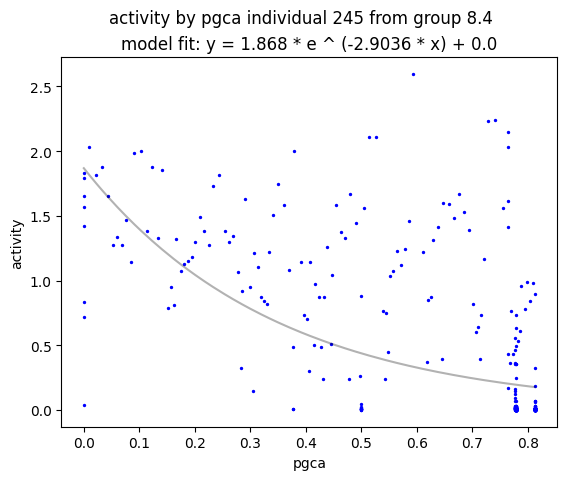 activity by pgca individual 245 from group 8.4
model fit: y = 1.868 * e ^ (-2.9036 * x) + 0.0
activity
2.5
2.0
1.5
1.0
0.5
0.0
0.0 0.1 0.2 0.3 0.4 0.5 0.6 0.7 0.8
pgca